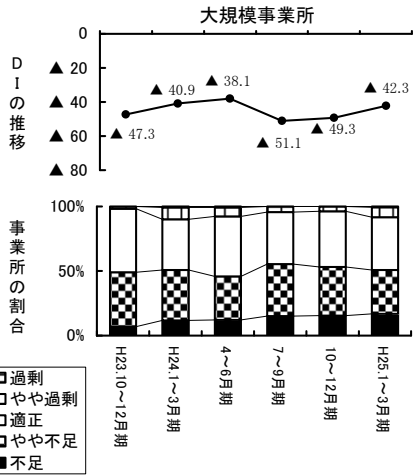 大規模事業所
DIの推移
0
▲ 20
▲ 40
▲ 60
▲ 80
▲ 47.3
▲ 40.9
▲ 38.1
▲ 51.1
▲ 49.3
▲ 42.3
事業所の割合
100%
50%
0%
H23.10～12月期
H24.1～3月期
4～6月期
7～9月期
10～12月期
H25.1～3月期
過剰
やや過剰
適正
やや不足
不足